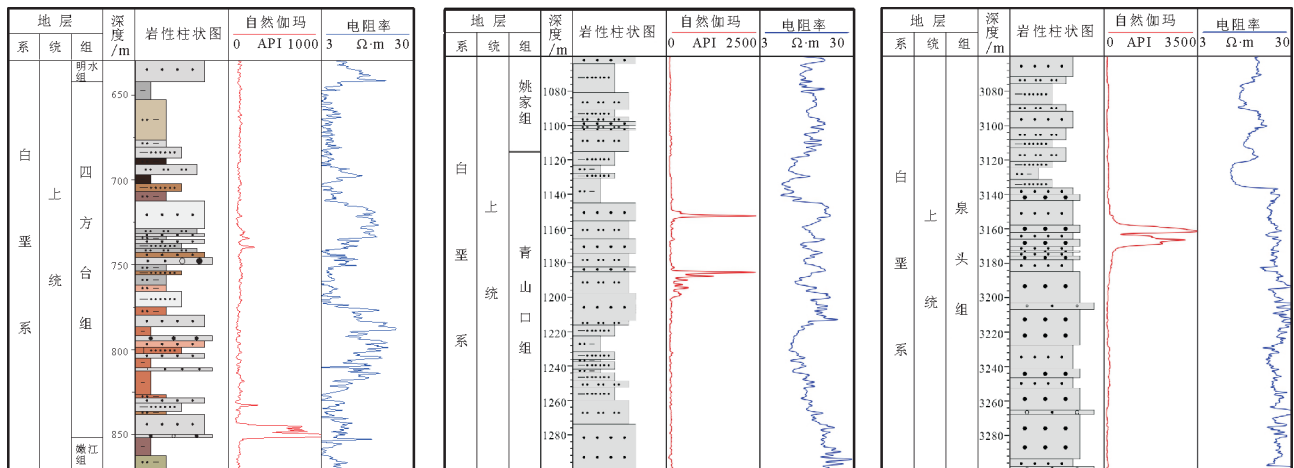 地层
系
统
组
深度/m
岩性柱状图
自然伽玛
0 API 1000
电阻率
3 Ω·m 30
明水组
650
700
750
800
850
白垩系
上统
四方台组
嫩江组
地层
系
统
组
深度/m
岩性柱状图
自然伽玛
0 API 2500
电阻率
3 Ω·m 30
姚家组
1080
1100
1120
1140
1160
1180
1200
1220
1240
1260
1280
白垩系
上统
青山口组
地层
系
统
组
深度/m
岩性柱状图
自然伽玛
0 API 3500
电阻率
3 Ω·m 30
3080
3100
3120
3140
3160
3180
3200
3220
3240
3260
3280
白垩系
上统
泉头组